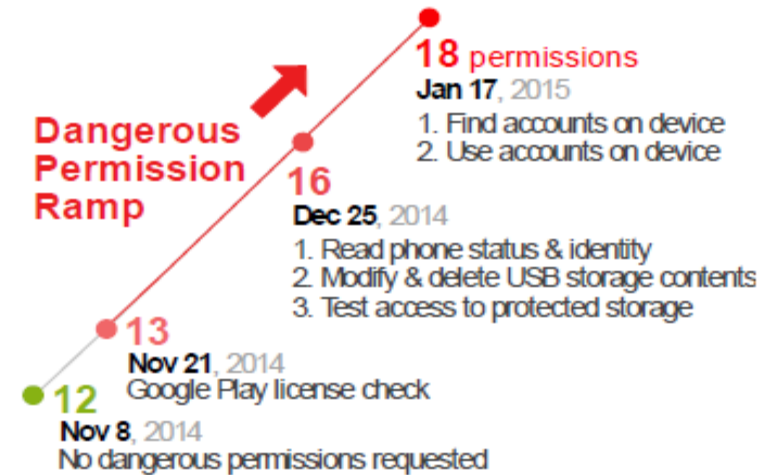 18 permissions
Jan 17, 2015
1. Find accounts on device
2. Use accounts on device
Dangerous
Permission
Ramp
16
Dec 25, 2014
1. Read phone status & identity
2. Modify & delete USB storage contents
3. Test access to protected storage
13
Nov 21, 2014
Google Play license check
12
Nov 8, 2014
No dangerous permissions requested